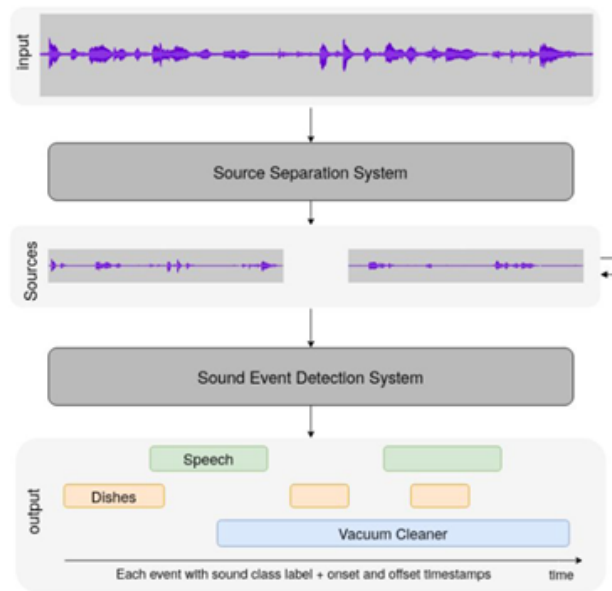 input
Source Separation System
Sources
Sound Event Detection System
output
Speech
Dishes
Vacuum Cleaner
Each event with sound class label + onset and offset timestamps
time